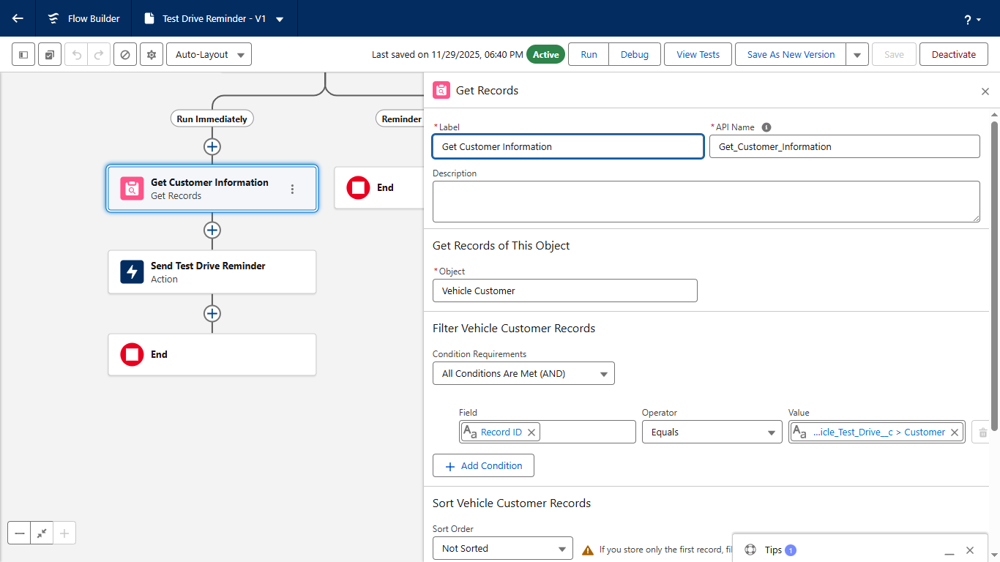 Flow Builder
Test Drive Reminder - V1
?
Auto-Layout
Last saved on 11/29/2025, 06:40 PM
Active
Run
Debug
View Tests
Save As New Version
Save
Deactivate
Run Immediately
Reminder
Get Customer Information
Get Records
End
Send Test Drive Reminder
Action
End
Get Records
*Label
*API Name
Get Customer Information
Get_Customer_Information
Description
Get Records of This Object
*Object
Vehicle Customer
Filter Vehicle Customer Records
Condition Requirements
All Conditions Are Met (AND)
Field
Operator
Value
Aa Record ID
Equals
Aa ...icle_Test_Drive__c > Customer
Add Condition
Sort Vehicle Customer Records
Sort Order
Not Sorted
If you store only the first record,
Tips 1